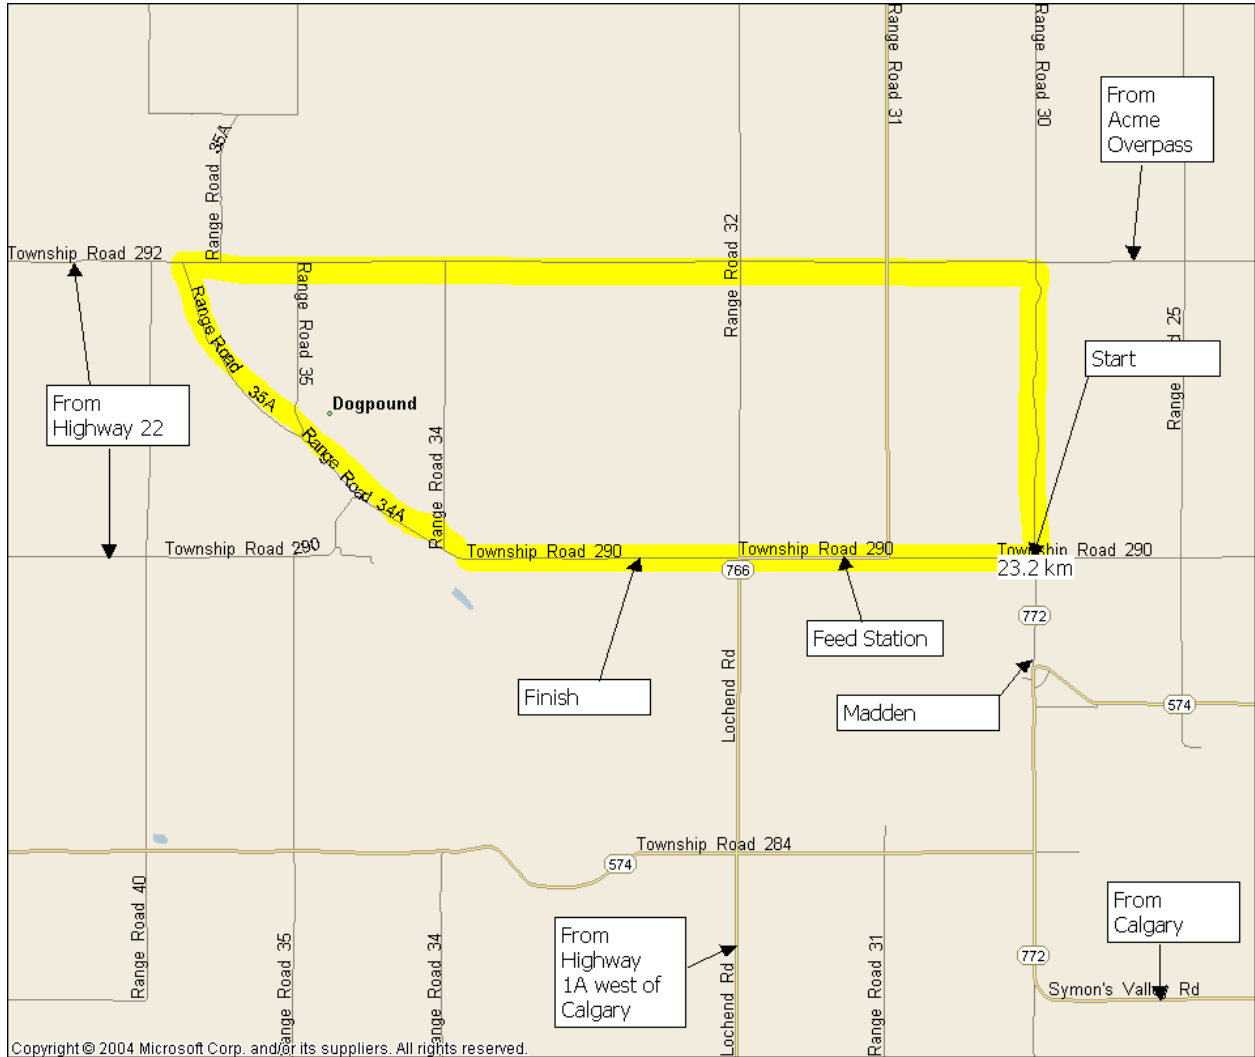 Range Road 31
Range Road 30
From
Acme
Overpass
Range Road 35A
Range Road 32
Township Road 292
Range Road 35
Range Road 35A
Range Road 25
Start
From
Highway 22
Dogpound
Range Road 34
Range Road 34A
Township Road 290
Township Road 290
Township Road 290
Township Road 290
23.2 km
766
772
Feed Station
Finish
Lochend Rd
Madden
574
Township Road 284
574
Range Road 40
Range Road 35
Range Road 34
From
Highway
1A west of
Calgary
Lochend Rd
Range Road 31
From
Calgary
772
Symon's Valley Rd
Copyright © 2004 Microsoft Corp. and/or its suppliers. All rights reserved.